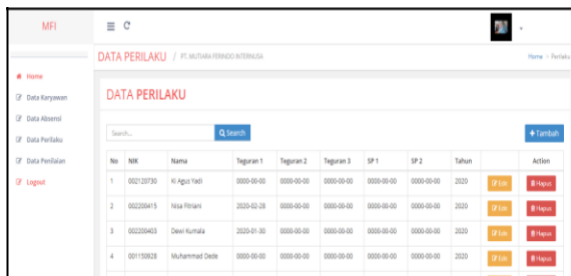 MFI
DATA PERILAKU / PT. MUTIARA FERINDO INTERNUSA
Home > Perilaku
Home
Data Karyawan
Data Absensi
Data Perilaku
Data Penilaian
Logout
DATA PERILAKU
Search... Search
+Tambah
No NIK Nama Teguran 1 Teguran 2 Teguran 3 SP 1 SP 2 Tahun Action
1 002120730 Ki Agus Yadi 0000-00-00 0000-00-00 0000-00-00 0000-00-00 0000-00-00 2020 Edit Hapus
2 002200415 Nisa Fitriani 2020-02-28 0000-00-00 0000-00-00 0000-00-00 0000-00-00 2020 Edit Hapus
3 002200403 Dewi Kumala 2020-01-30 0000-00-00 0000-00-00 0000-00-00 0000-00-00 2020 Edit Hapus
4 001150928 Muhammad Dede 0000-00-00 0000-00-00 0000-00-00 0000-00-00 0000-00-00 2020 Edit Hapus